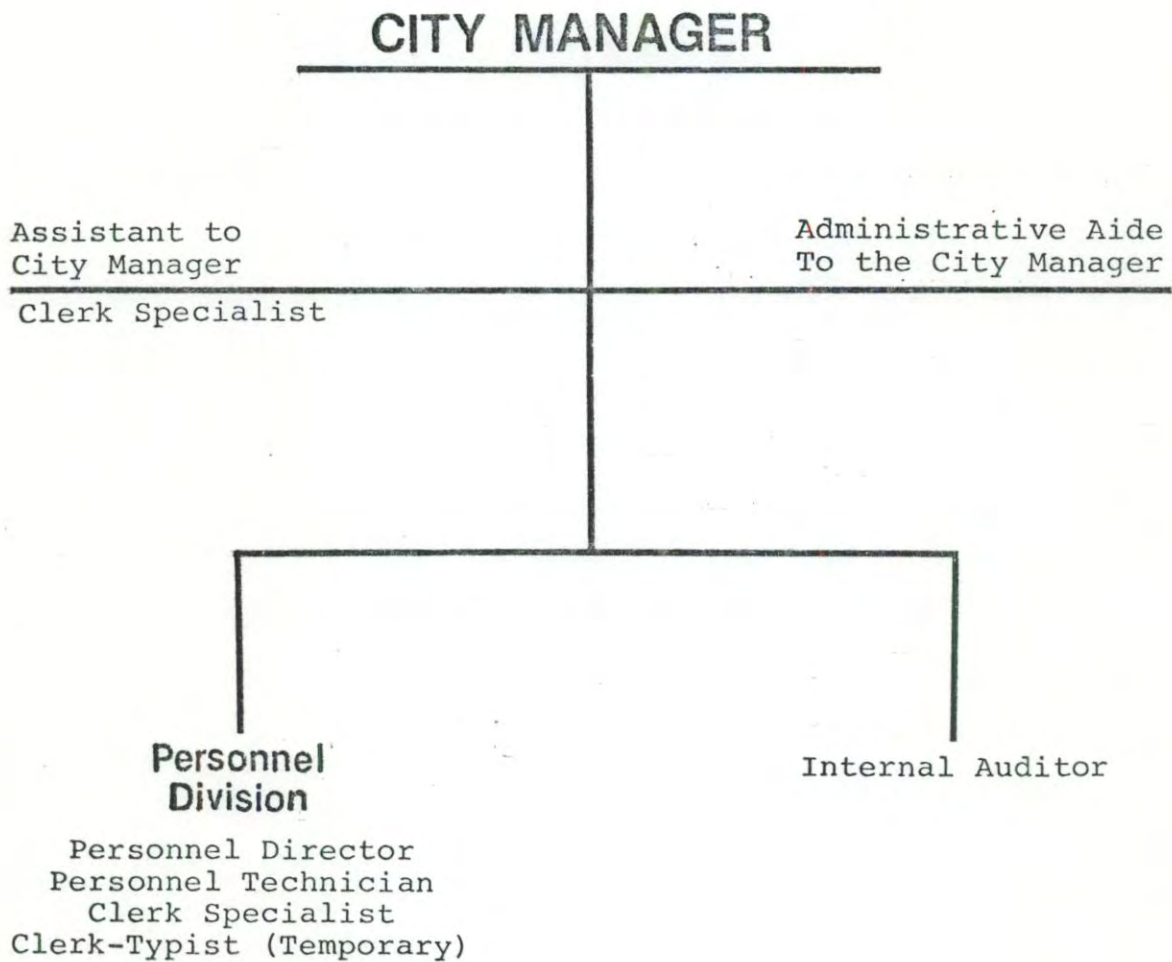 CITY MANAGER
Assistant to
City Manager
Clerk Specialist
Administrative Aide
To the City Manager
Personnel
Division
Personnel Director
Personnel Technician
Clerk Specialist
Clerk-Typist (Temporary)
Internal Auditor